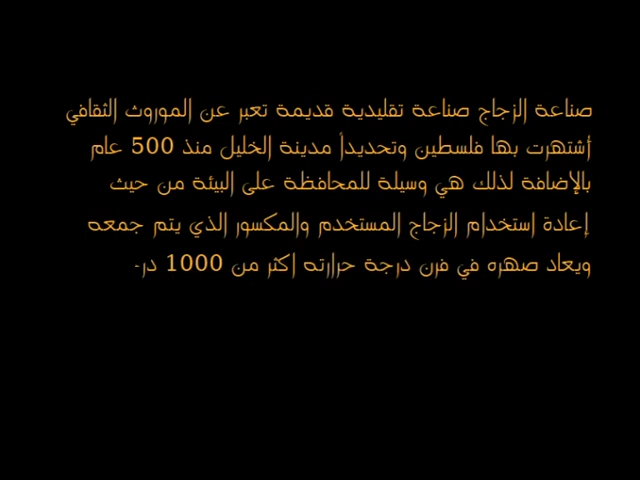 صناعة الزجاج صناعة تقليدية قديمة تعبر عن الموروث الثقافي
أشتهرت بها فلسطين وتحديداً مدينة الخليل منذ 500 عام
بالإضافة لذلك هي وسيلة للمحافظة على البيئة من حيث
إعادة إستخدام الزجاج المستخدم والمكسور الذي يتم جمعه
ويعاد صهره في فرن درجة حرارته اكثر من 1000 در-